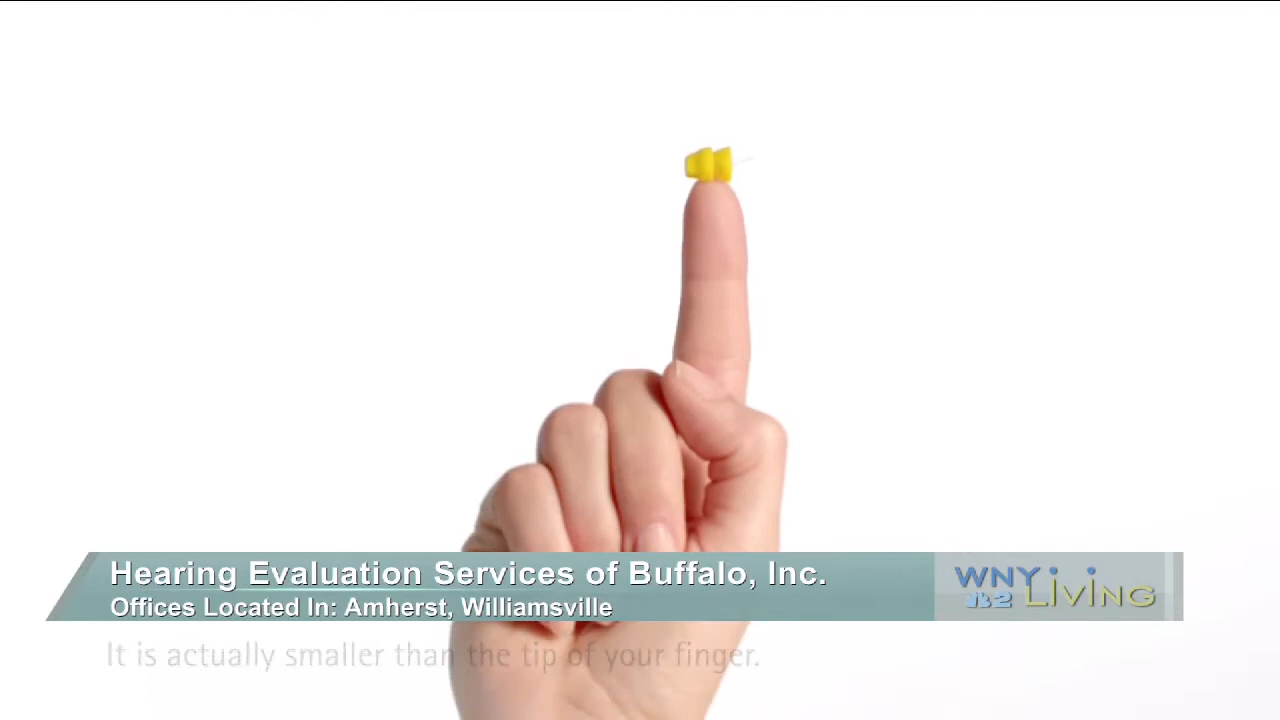 Hearing Evaluation Services of Buffalo, Inc.
Offices Located In: Amherst, Williamsville
WNY
2 Living
It is actually smaller than the tip of your finger.